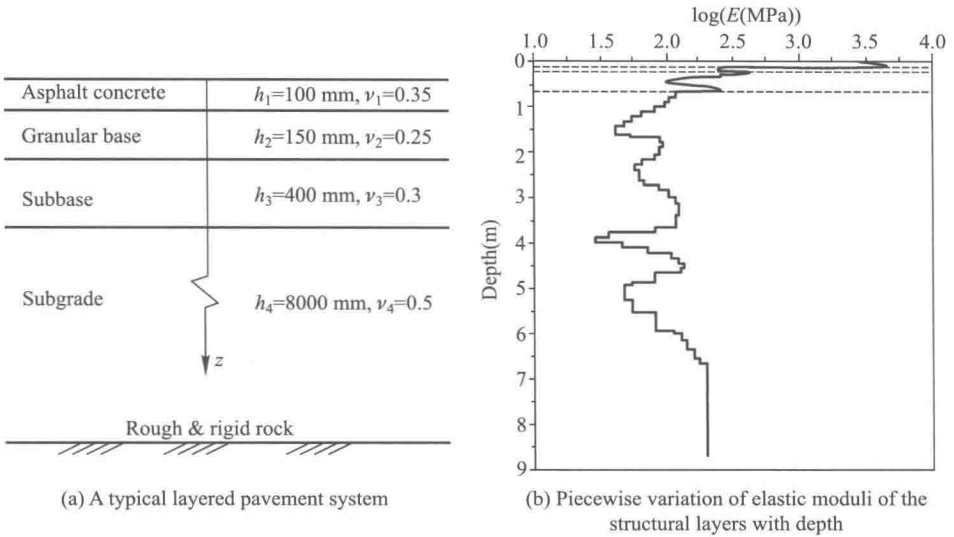 Asphalt concrete
h₁=100 mm, ν₁=0.35
Granular base
h₂=150 mm, ν₂=0.25
Subbase
h₃=400 mm, ν₃=0.3
Subgrade
h₄=8000 mm, ν₄=0.5
z
Rough & rigid rock
(a) A typical layered pavement system
log(E(MPa))
1.0 1.5 2.0 2.5 3.0 3.5 4.0
0
1
2
3
4
5
6
7
8
9
Depth(m)
(b) Piecewise variation of elastic moduli of the
structural layers with depth